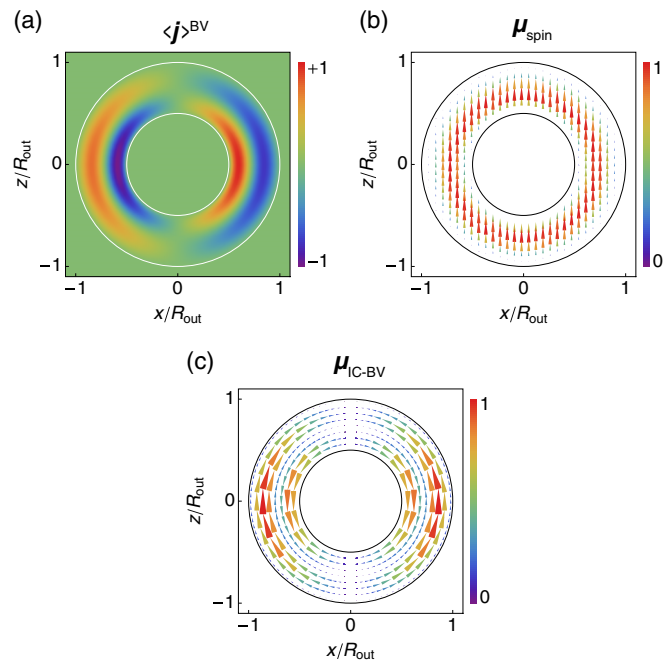 (a)
⟨j⟩^BV
1
0
−1
z/R_out
−1
0
1
x/R_out
+1
−1
(b)
μ_spin
1
0
−1
z/R_out
−1
0
1
x/R_out
1
0
(c)
μ_IC-BV
1
0
−1
z/R_out
−1
0
1
x/R_out
1
0